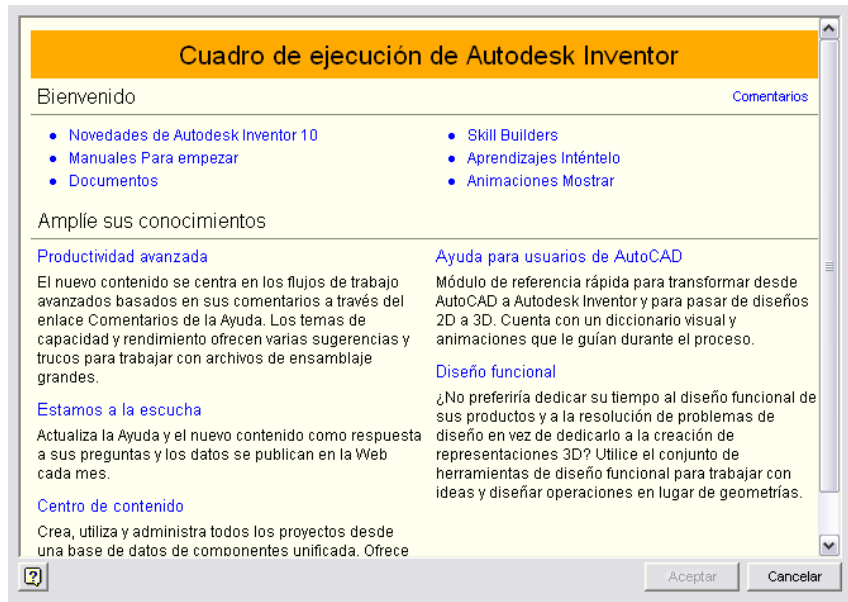 Cuadro de ejecución de Autodesk Inventor
Bienvenido
Comentarios
Novedades de Autodesk Inventor 10
Manuales Para empezar
Documentos
Skill Builders
Aprendizajes Inténtelo
Animaciones Mostrar
Amplíe sus conocimientos
Productividad avanzada
El nuevo contenido se centra en los flujos de trabajo
avanzados basados en sus comentarios a través del
enlace Comentarios de la Ayuda. Los temas de
capacidad y rendimiento ofrecen varias sugerencias y
trucos para trabajar con archivos de ensamblaje
grandes.
Estamos a la escucha
Actualiza la Ayuda y el nuevo contenido como respuesta
a sus preguntas y los datos se publican en la Web
cada mes.
Centro de contenido
Crea, utiliza y administra todos los proyectos desde
una base de datos de componentes unificada. Ofrece
Ayuda para usuarios de AutoCAD
Módulo de referencia rápida para transformar desde
AutoCAD a Autodesk Inventor y para pasar de diseños
2D a 3D. Cuenta con un diccionario visual y
animaciones que le guían durante el proceso.
Diseño funcional
¿No preferiría dedicar su tiempo al diseño funcional de
sus productos y a la resolución de problemas de
diseño en vez de dedicarlo a la creación de
representaciones 3D? Utilice el conjunto de
herramientas de diseño funcional para trabajar con
ideas y diseñar operaciones en lugar de geometrías.
Aceptar
Cancelar